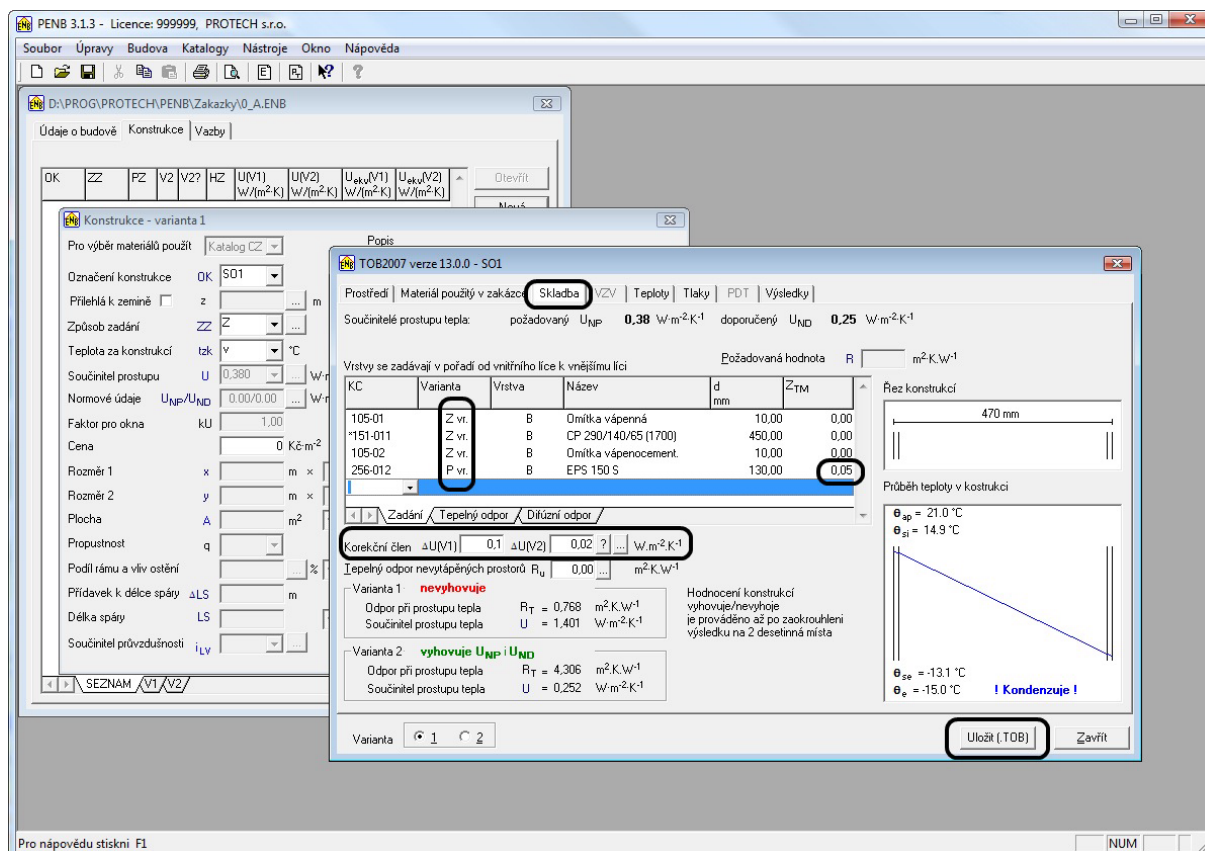 PENB 3.1.3 - Licence: 999999, PROTECH s.r.o.
Soubor Úpravy Budova Katalogy Nástroje Okno Nápověda
D:\PROG\PROTECH\PENB\Zakazky\0_A.ENB
Údaje o budově Konstrukce Vazby
OK ZZ PZ V2 V2? HZ U(V1) W/(m²·K) U(V2) W/(m²·K) Uekv(V1) W/(m²·K) Uekv(V2) W/(m²·K)
Otevřít
Nová
Konstrukce - varianta 1
Pro výběr materiálů použít Katalog CZ
Popis
Označení konstrukce OK SO1
Přilehlá k zemině z ... m
Způsob zadání ZZ Z ...
Teplota za konstrukcí tzk v °C
Součinitel prostupu U 0,380 ...
Normové údaje UNP/UND 0.00/0.00 ...
Faktor pro okna kU 1,00
Cena 0 Kč·m-2
Rozměr 1 x m ×
Rozměr 2 y m ×
Plocha A m²
Propustnost q
Podíl rámu a vliv ostění ... %
Přídavek k délce spáry ΔLS m
Délka spáry LS
Součinitel průvzdušnosti iLV ...
SEZNAM V1 V2
TOB2007 verze 13.0.0 - SO1
Prostředí Materiál použitý v zakázce Skladba VZV Teploty Tlaky PDT Výsledky
Součinitelé prostupu tepla: požadovaný UNP 0,38 W·m-2·K-1 doporučený UND 0,25 W·m-2·K-1
Požadovaná hodnota R m²·K.W-1
Vrstvy se zadávají v pořadí od vnitřního líce k vnějšímu líci
KC Varianta Vrstva Název d mm ZTM
105-01 Z vr. B Omítka vápenná 10,00 0,00
*151-011 Z vr. B CP 290/140/65 (1700) 450,00 0,00
105-02 Z vr. B Omítka vápenocement. 10,00 0,00
256-012 P vr. B EPS 150 S 130,00 0,05
Zadání Tepelný odpor Difúzní odpor
Korekční člen ΔU(V1) 0,1 ΔU(V2) 0,02 ? ... W.m-2.K-1
Tepelný odpor nevytápěných prostorů Ru 0,00 ... m²·K.W-1
Varianta 1 nevyhovuje
Odpor při prostupu tepla RT = 0,768 m².K.W-1
Součinitel prostupu tepla U = 1,401 W·m-2·K-1
Varianta 2 vyhovuje UNP i UND
Odpor při prostupu tepla RT = 4,306 m².K.W-1
Součinitel prostupu tepla U = 0,252 W·m-2·K-1
Hodnocení konstrukcí
vyhovuje/nevyhoje
je prováděno až po zaokrouhleni
výsledku na 2 desetinná místa
Řez konstrukcí
470 mm
Průběh teploty v kostrukci
θap = 21.0 °C
θsi = 14.9 °C
θse = -13.1 °C
θe = -15.0 °C ! Kondenzuje !
Varianta 1 2
Uložit (.TOB) Zavřít
Pro nápovědu stiskni F1
NUM